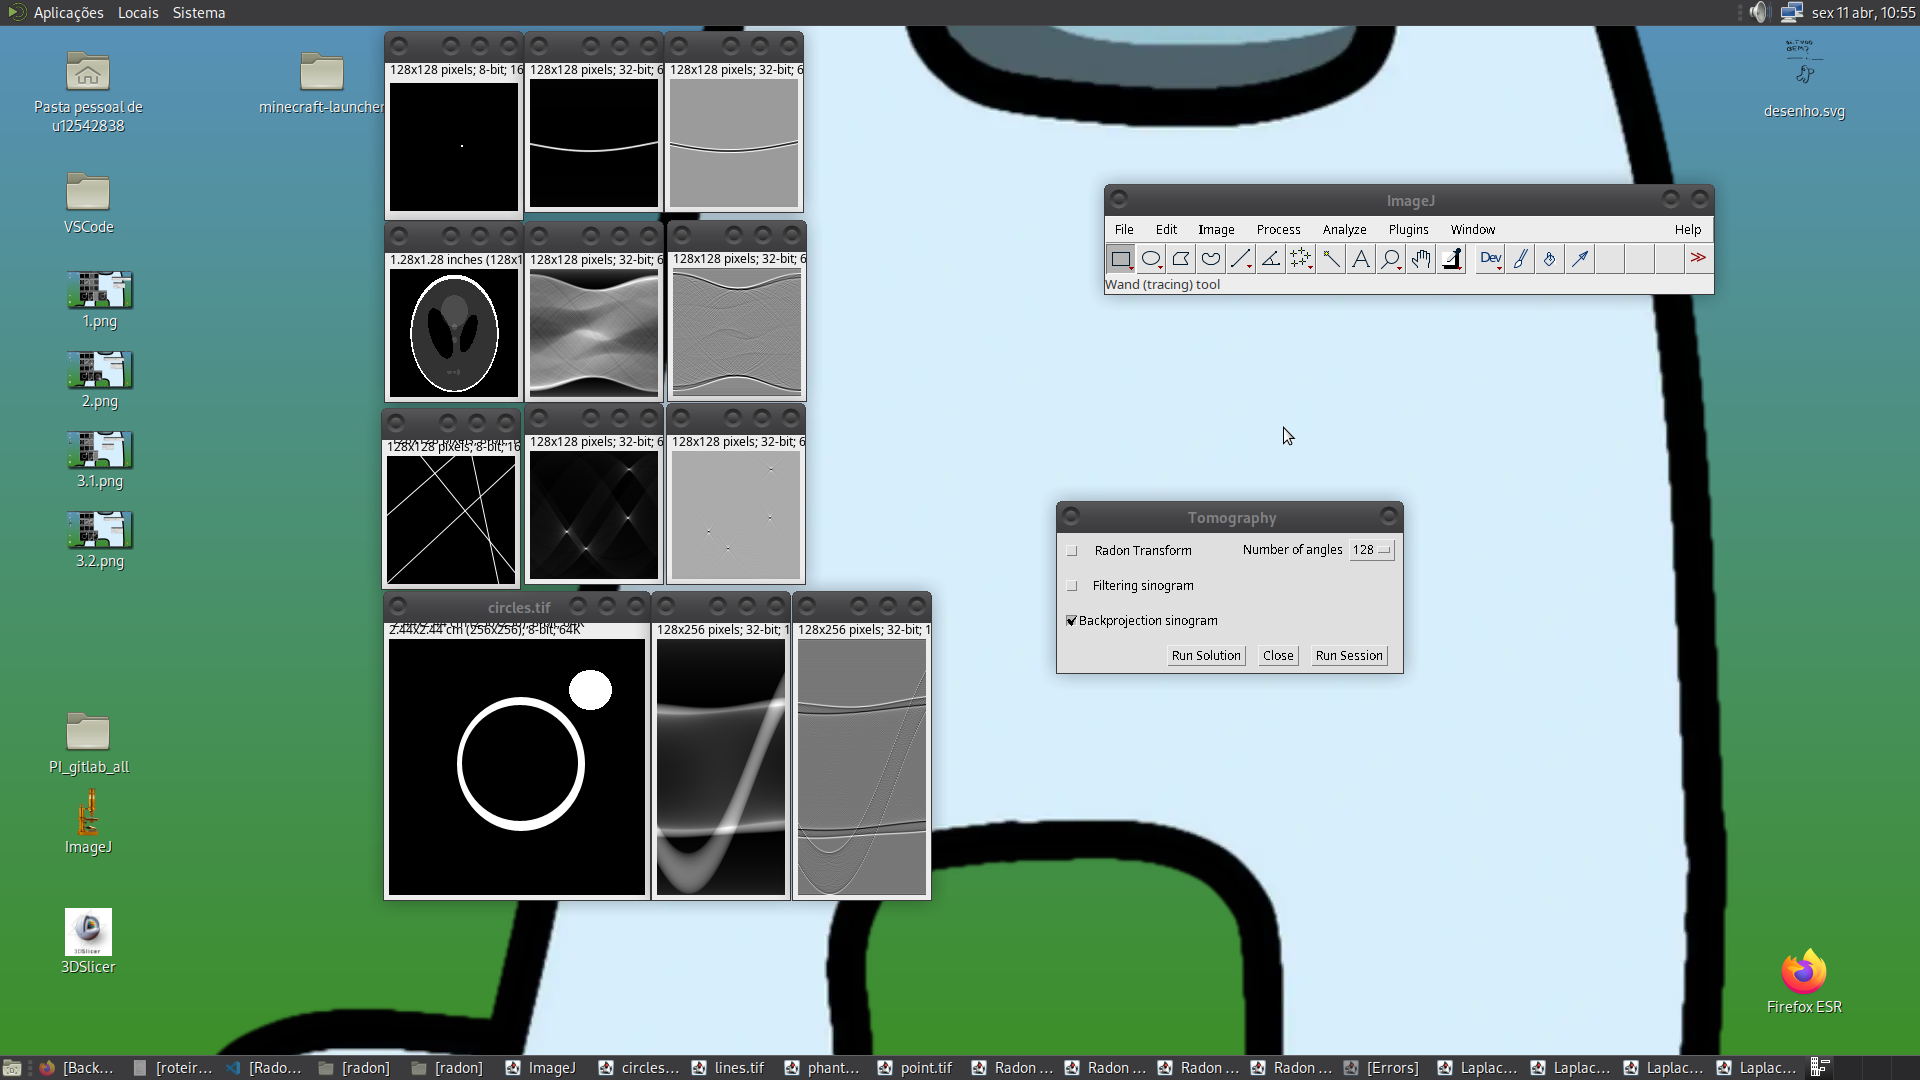 Aplicações Locais Sistema
sex 11 abr, 10:55
Pasta pessoal de
u12542838
minecraft-launcher
VSCode
1.png
2.png
3.1.png
3.2.png
PI_gitlab_all
ImageJ
3DSlicer
desenho.svg
Firefox ESR
128x128 pixels; 8-bit; 16
128x128 pixels; 32-bit; 6
128x128 pixels; 32-bit; 6
1.28x1.28 inches (128x1
128x128 pixels; 32-bit; 6
128x128 pixels; 32-bit; 6
128x128 pixels; 8-bit; 16
128x128 pixels; 32-bit; 6
128x128 pixels; 32-bit; 6
circles.tif
2.44x2.44 cm (256x256); 8-bit; 64K
128x256 pixels; 32-bit; 1
128x256 pixels; 32-bit; 1
ImageJ
File Edit Image Process Analyze Plugins Window Help
A Dev >>
Wand (tracing) tool
Tomography
Radon Transform Number of angles 128
Filtering sinogram
Backprojection sinogram
Run Solution Close Run Session
[Back... [roteir... [Rado... [radon] [radon] ImageJ circles.... lines.tif phant... point.tif Radon ... Radon ... Radon ... Radon ... [Errors] Laplac... Laplac... Laplac... Laplac...